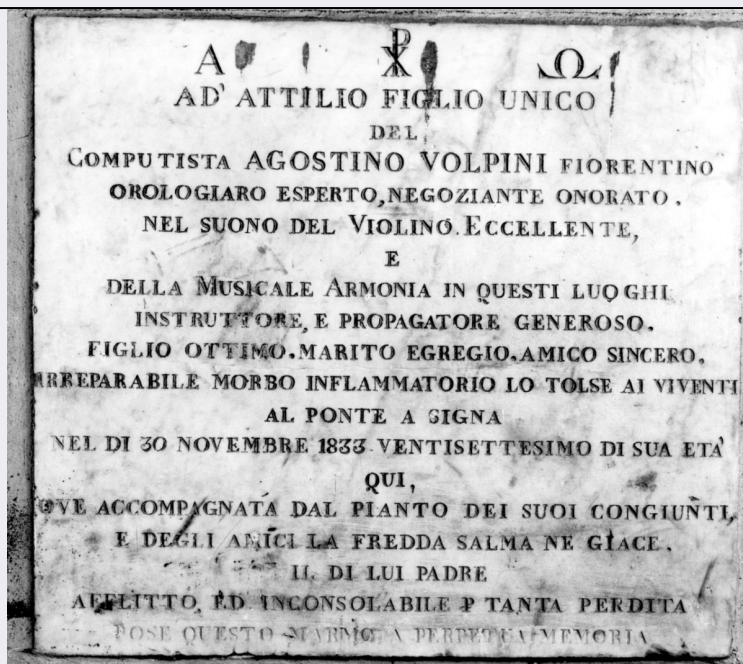 Α ☧ Ω
AD' ATTILIO FIGLIO UNICO
DEL
COMPUTISTA AGOSTINO VOLPINI FIORENTINO
OROLOGIARO ESPERTO, NEGOZIANTE ONORATO.
NEL SUONO DEL VIOLINO. ECCELLENTE,
E
DELLA MUSICALE ARMONIA IN QUESTI LUOGHI
INSTRUTTORE, E PROPAGATORE GENEROSO.
FIGLIO OTTIMO. MARITO EGREGIO. AMICO SINCERO,
IRREPARABILE MORBO INFLAMMATORIO LO TOLSE AI VIVENTI
AL PONTE A SIGNA
NEL DI 30 NOVEMBRE 1833 VENTISETTESIMO DI SUA ETA'
QUI,
OVE ACCOMPAGNATA DAL PIANTO DEI SUOI CONGIUNTI,
E DEGLI AMICI LA FREDDA SALMA NE GIACE.
IL DI LUI PADRE
AFFLITTO, ED INCONSOLABILE P TANTA PERDITA
POSE QUESTO MARMO A PERPETUA MEMORIA